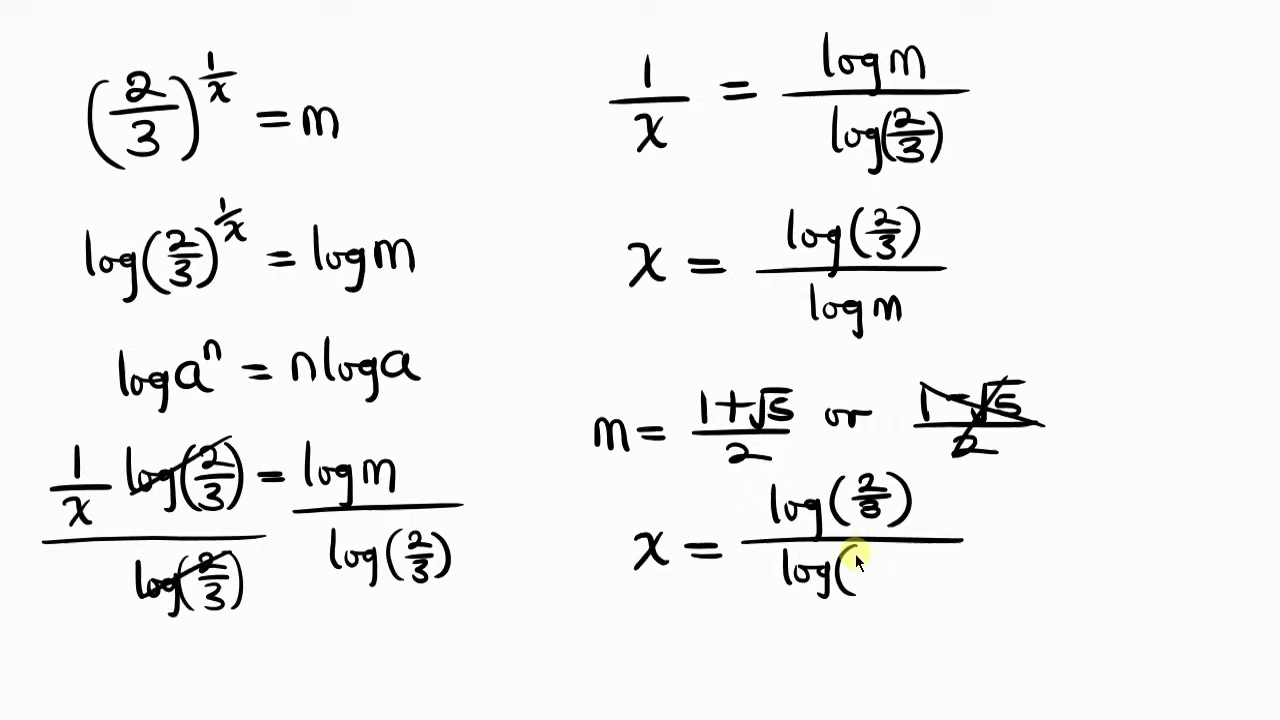 (2/3)^(1/x) = m
log(2/3)^(1/x) = log m
log a^n = n log a
1/x log(2/3) / log(2/3) = log m / log(2/3)
1/x = log m / log(2/3)
x = log(2/3) / log m
m = (1+√5)/2 or (1-√5)/2
x = log(2/3) / log(